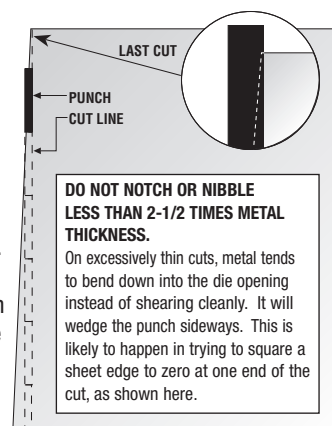 LAST CUT
PUNCH
CUT LINE
DO NOT NOTCH OR NIBBLE
LESS THAN 2-1/2 TIMES METAL
THICKNESS.
On excessively thin cuts, metal tends
to bend down into the die opening
instead of shearing cleanly.  It will
wedge the punch sideways.  This is
likely to happen in trying to square a
sheet edge to zero at one end of the
cut, as shown here.